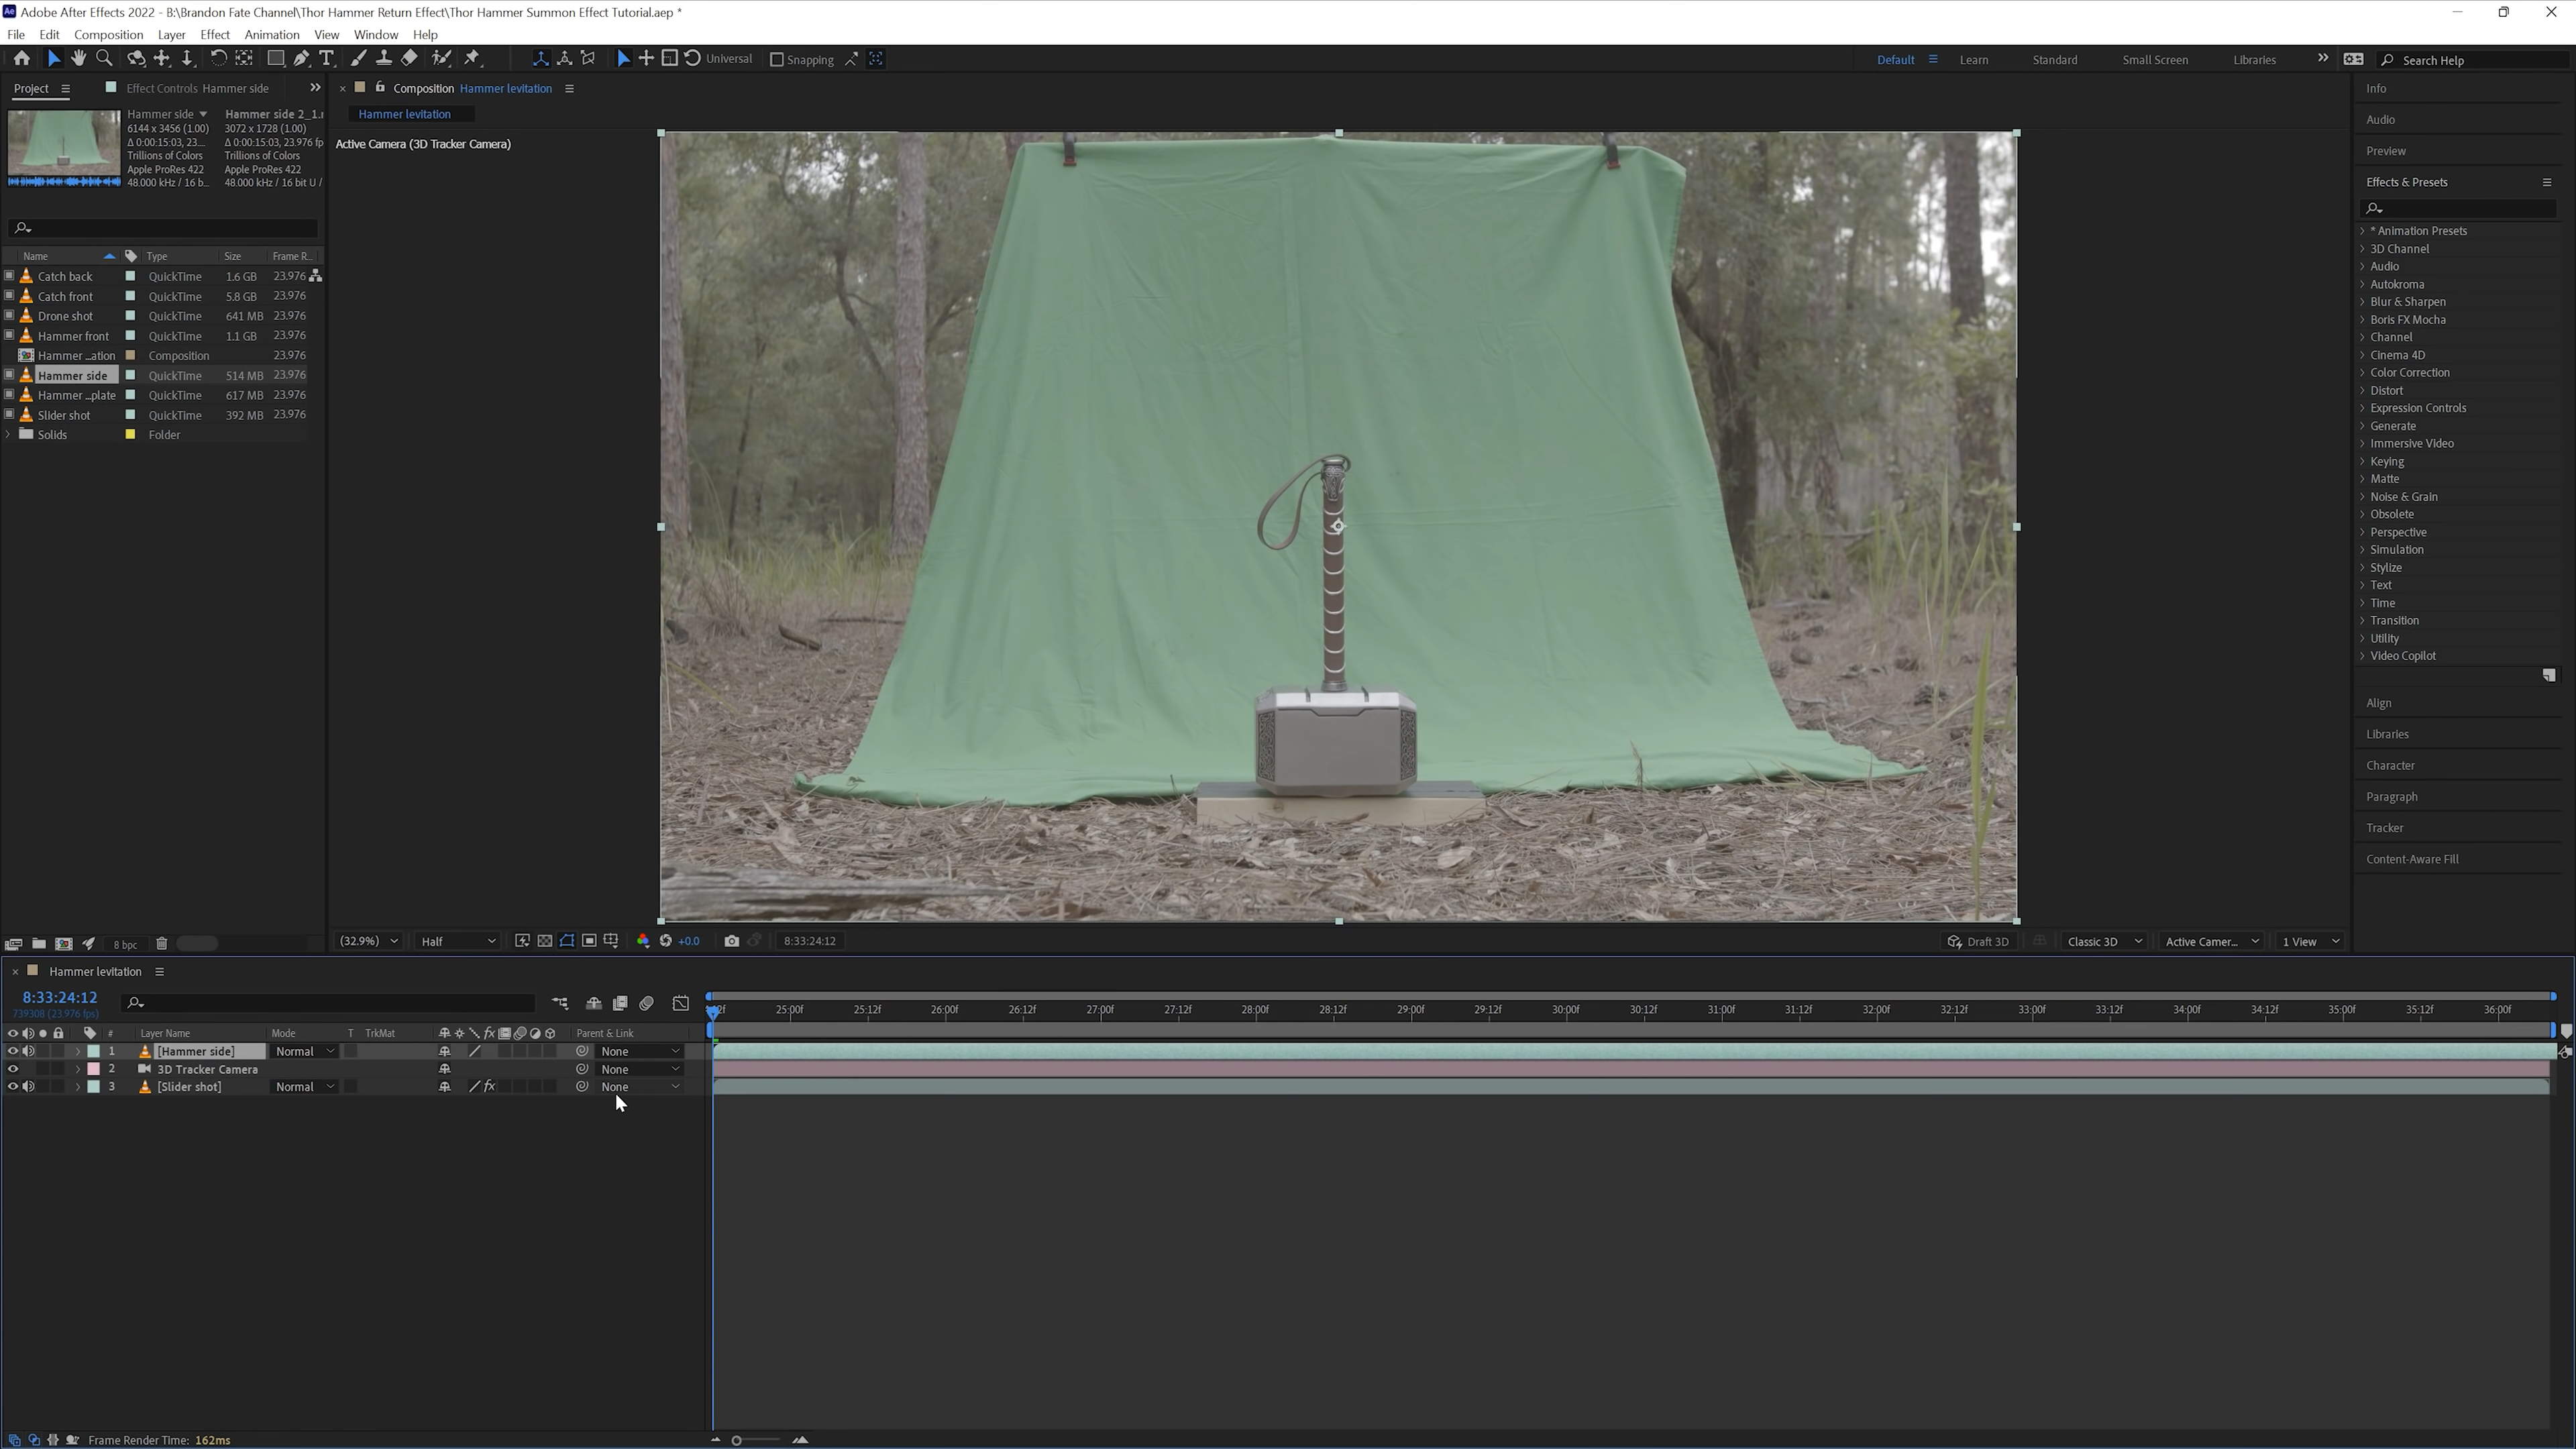 Adobe After Effects 2022 - B:\Brandon Fate Channel\Thor Hammer Return Effect\Thor Hammer Summon Effect Tutorial.aep *
File Edit Composition Layer Effect Animation View Window Help
Universal Snapping Default Learn Standard Small Screen Libraries Search Help
Project Effect Controls Hammer side
Composition Hammer levitation
Hammer levitation
Active Camera (3D Tracker Camera)
Hammer side Hammer side 2_1.
6144 x 3456 (1.00) 3072 x 1728 (1.00)
Δ 0:00:15:03, 23.... Δ 0:00:15:03, 23.976 fp
Trillions of Colors Trillions of Colors
Apple ProRes 422 Apple ProRes 422
48.000 kHz / 16 b... 48.000 kHz / 16 bit U /
Name Type Size Frame R...
Catch back QuickTime 1.6 GB 23.976
Catch front QuickTime 5.8 GB 23.976
Drone shot QuickTime 641 MB 23.976
Hammer front QuickTime 1.1 GB 23.976
Hammer ...ation Composition 23.976
Hammer side QuickTime 514 MB 23.976
Hammer ...plate QuickTime 617 MB 23.976
Slider shot QuickTime 392 MB 23.976
Solids Folder
8 bpc
(32.9%) Half +0.0 8:33:24:12 Draft 3D Classic 3D Active Camer... 1 View
Info
Audio
Preview
Effects & Presets
* Animation Presets
3D Channel
Audio
Autokroma
Blur & Sharpen
Boris FX Mocha
Channel
Cinema 4D
Color Correction
Distort
Expression Controls
Generate
Immersive Video
Keying
Matte
Noise & Grain
Obsolete
Perspective
Simulation
Stylize
Text
Time
Transition
Utility
Video Copilot
Align
Libraries
Character
Paragraph
Tracker
Content-Aware Fill
Hammer levitation
8:33:24:12
739308 (23.976 fps)
25:00f 25:12f 26:00f 26:12f 27:00f 27:12f 28:00f 28:12f 29:00f 29:12f 30:00f 30:12f 31:00f 31:12f 32:00f 32:12f 33:00f 33:12f 34:00f 34:12f 35:00f 35:12f 36:00f
# Layer Name Mode T TrkMat fx Parent & Link
1 [Hammer side] Normal None
2 3D Tracker Camera None
3 [Slider shot] Normal fx None
Frame Render Time: 162ms